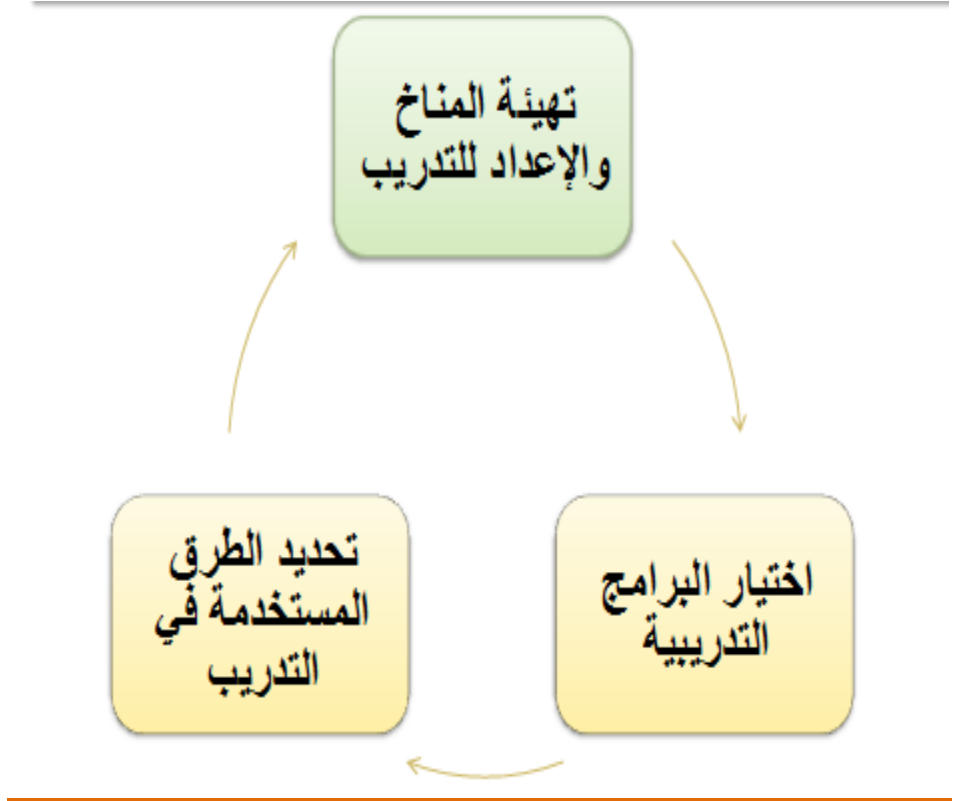 تهيئة المناخ
والإعداد للتدريب
اختيار البرامج
التدريبية
تحديد الطرق
المستخدمة في
التدريب